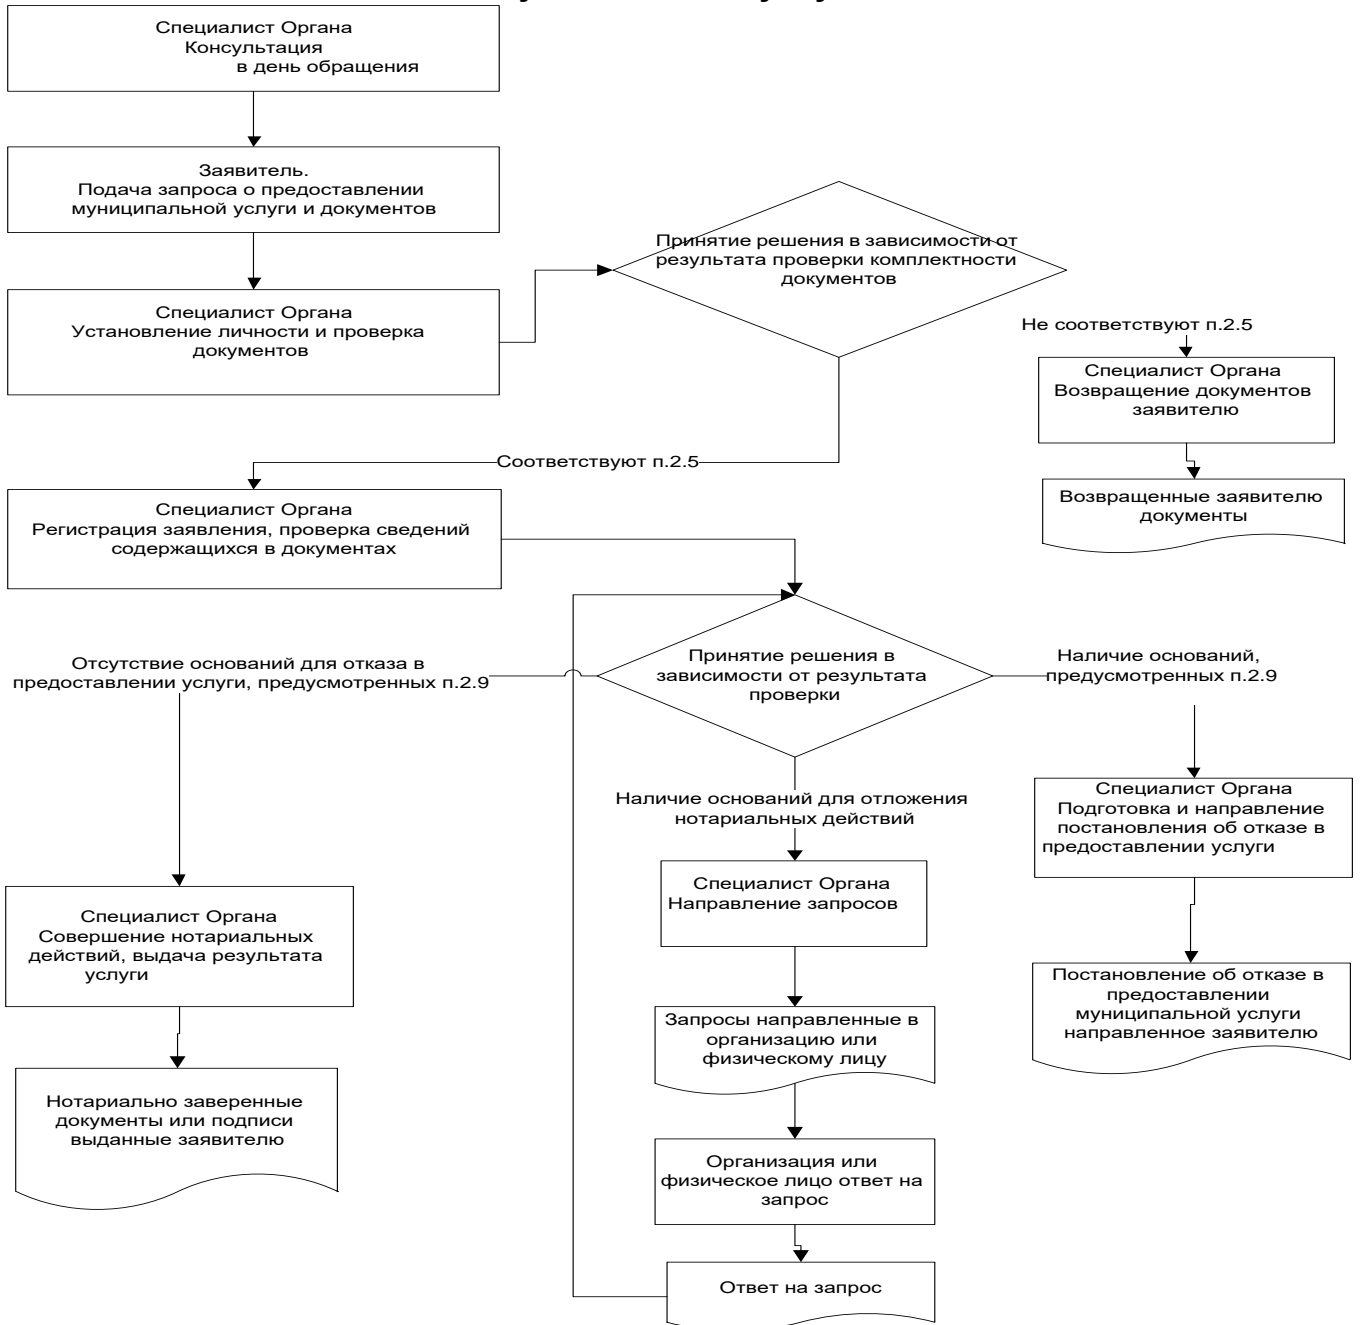 Специалист Органа
Консультация
в день обращения
Заявитель.
Подача запроса о предоставлении
муниципальной услуги и документов
Специалист Органа
Установление личности и проверка
документов
Принятие решения в зависимости от
результата проверки комплектности
документов
Не соответствуют п.2.5
Специалист Органа
Возвращение документов
заявителю
Возвращенные заявителю
документы
Соответствуют п.2.5
Специалист Органа
Регистрация заявления, проверка сведений
содержащихся в документах
Принятие решения в
зависимости от результата
проверки
Отсутствие оснований для отказа в
предоставлении услуги, предусмотренных п.2.9
Наличие оснований,
предусмотренных п.2.9
Наличие оснований для отложения
нотариальных действий
Специалист Органа
Подготовка и направление
постановления об отказе в
предоставлении услуги
Специалист Органа
Направление запросов
Специалист Органа
Совершение нотариальных
действий, выдача результата
услуги
Постановление об отказе в
предоставлении
муниципальной услуги
направленное заявителю
Запросы направленные в
организацию или
физическому лицу
Нотариально заверенные
документы или подписи
выданные заявителю
Организация или
физическое лицо ответ на
запрос
Ответ на запрос